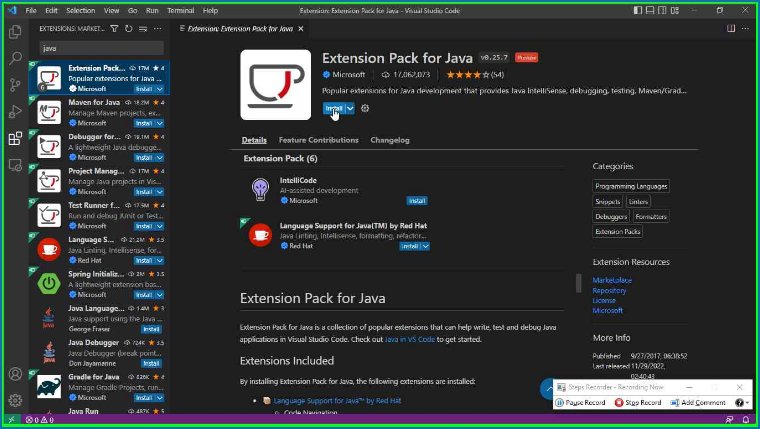 File Edit Selection View Go Run Terminal Help
Extension: Extension Pack for Java - Visual Studio Code
EXTENSIONS: MARKET...
java
Extension Pack... 17M 4
Popular extensions for Java ...
Microsoft Install
Maven for Java 18.2M 4
Manage Maven projects, ex...
Microsoft Install
Debugger for... 19.1M 4
A lightweight Java debugge...
Microsoft Install
Project Manag... 17M 4
Manage Java projects in Vis...
Microsoft Install
Test Runner f... 17.9M 4
Run and debug JUnit or Test...
Microsoft Install
Language S... 21.2M 3.5
Java Linting, Intellisense, for...
Red Hat Install
Spring Initializ... 2M 3.5
A lightweight extension bas...
Microsoft Install
Java Langua... 1.4M 3
Java support using the Java ...
George Fraser Install
Java Debugger 724K 3.5
Java Debugger (break point...
Don Jayamanne Install
Gradle for Java 826K 4
Manage Gradle Projects, run...
Microsoft Install
Java Run 487K 5
Extension: Extension Pack for Java
Extension Pack for Java v0.25.7 Preview
Microsoft 17,062,073 (54)
Popular extensions for Java development that provides Java IntelliSense, debugging, testing, Maven/Grad...
Install
Details Feature Contributions Changelog
Extension Pack (6)
IntelliCode
AI-assisted development
Microsoft Install
Language Support for Java(TM) by Red Hat
Java Linting, Intellisense, formatting, refactor...
Red Hat Install
Extension Pack for Java
Extension Pack for Java is a collection of popular extensions that can help write, test and debug Java
applications in Visual Studio Code. Check out Java in VS Code to get started.
Extensions Included
By installing Extension Pack for Java, the following extensions are installed:
• Language Support for Java™ by Red Hat
Code Navigation
Categories
Programming Languages
Snippets Linters
Debuggers Formatters
Extension Packs
Extension Resources
Marketplace
Repository
License
Microsoft
More Info
Published 9/27/2017, 06:38:52
Last released 11/29/2022,
02:40:43
Steps Recorder - Recording Now
Pause Record Stop Record Add Comment
0 0